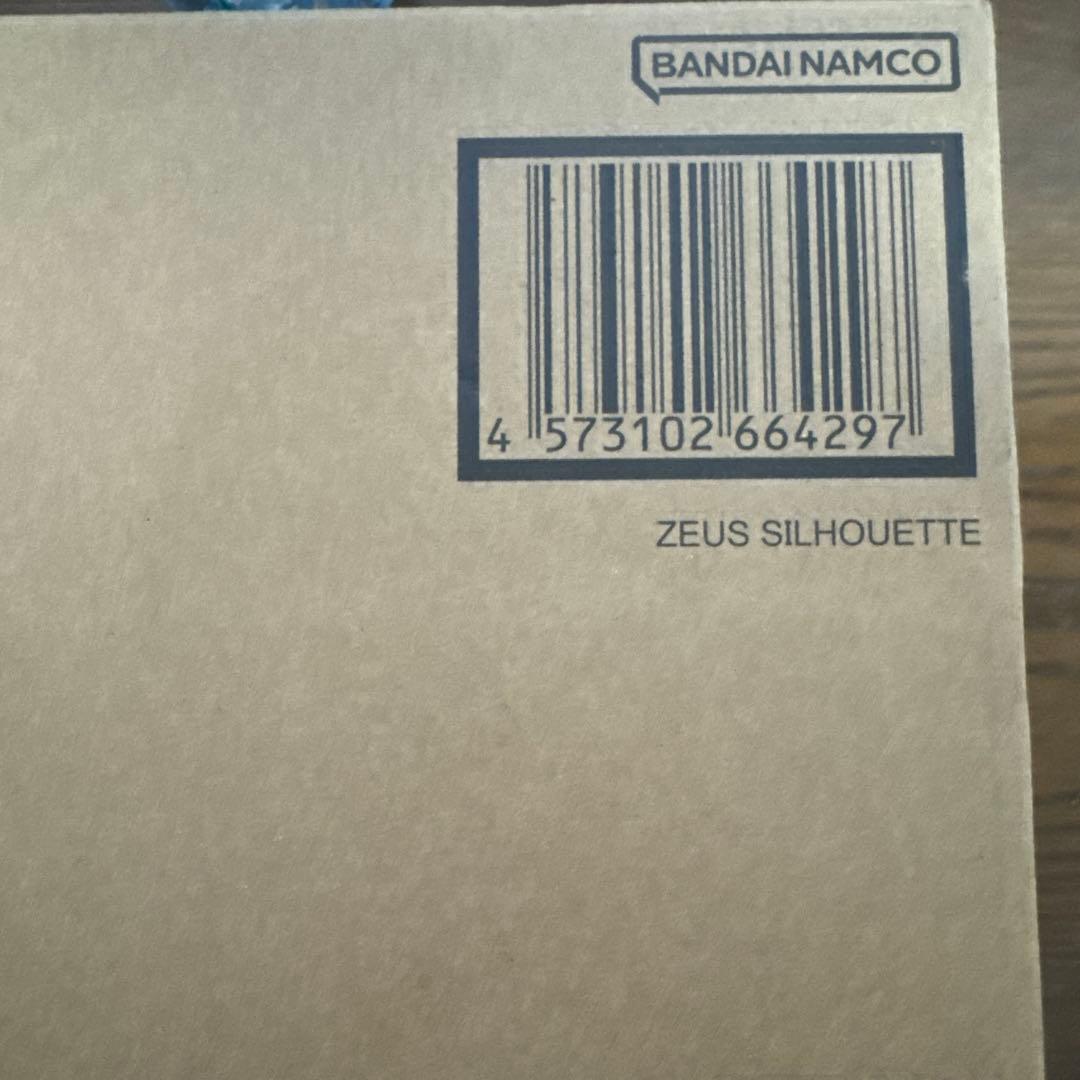 BANDAI NAMCO
4 573102 664297
ZEUS SILHOUETTE